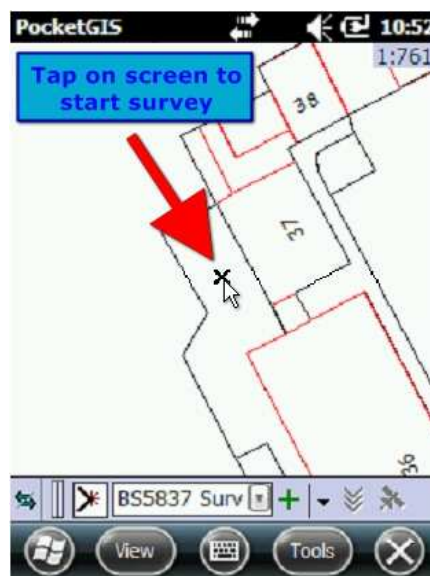 PocketGIS 10:52
1:761
Tap on screen to
start survey
38
37
36
BS5837 Surv
View Tools